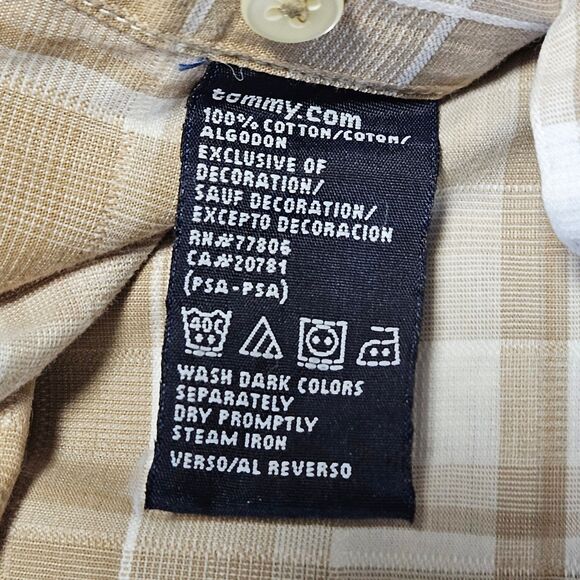 tommy.com
100% COTTON/COTON/
ALGODON
EXCLUSIVE OF
DECORATION/
SAUF DECORATION/
EXCEPTO DECORACION
RN#77806
CA#20781
(PSA-PSA)
40C
WASH DARK COLORS
SEPARATELY
DRY PROMPTLY
STEAM IRON
VERSO/AL REVERSO